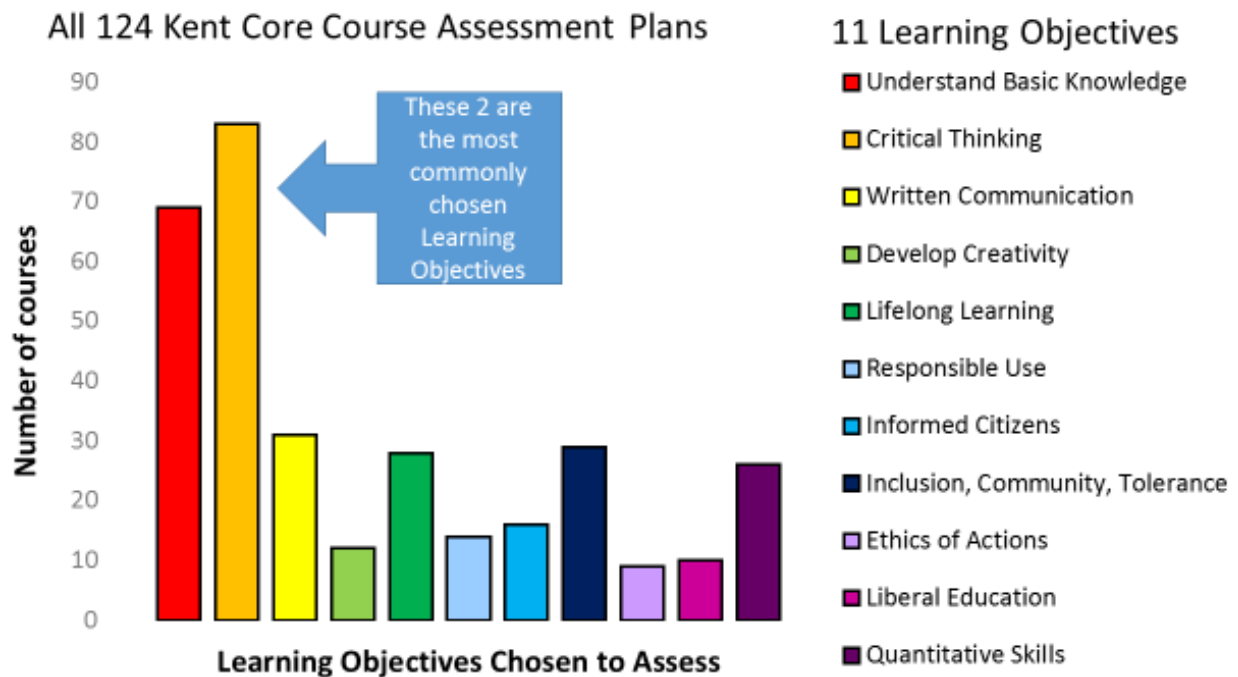 All 124 Kent Core Course Assessment Plans
90
80
70
60
50
40
30
20
10
0
Number of courses
These 2 are
the most
commonly
chosen
Learning
Objectives
Learning Objectives Chosen to Assess
11 Learning Objectives
Understand Basic Knowledge
Critical Thinking
Written Communication
Develop Creativity
Lifelong Learning
Responsible Use
Informed Citizens
Inclusion, Community, Tolerance
Ethics of Actions
Liberal Education
Quantitative Skills